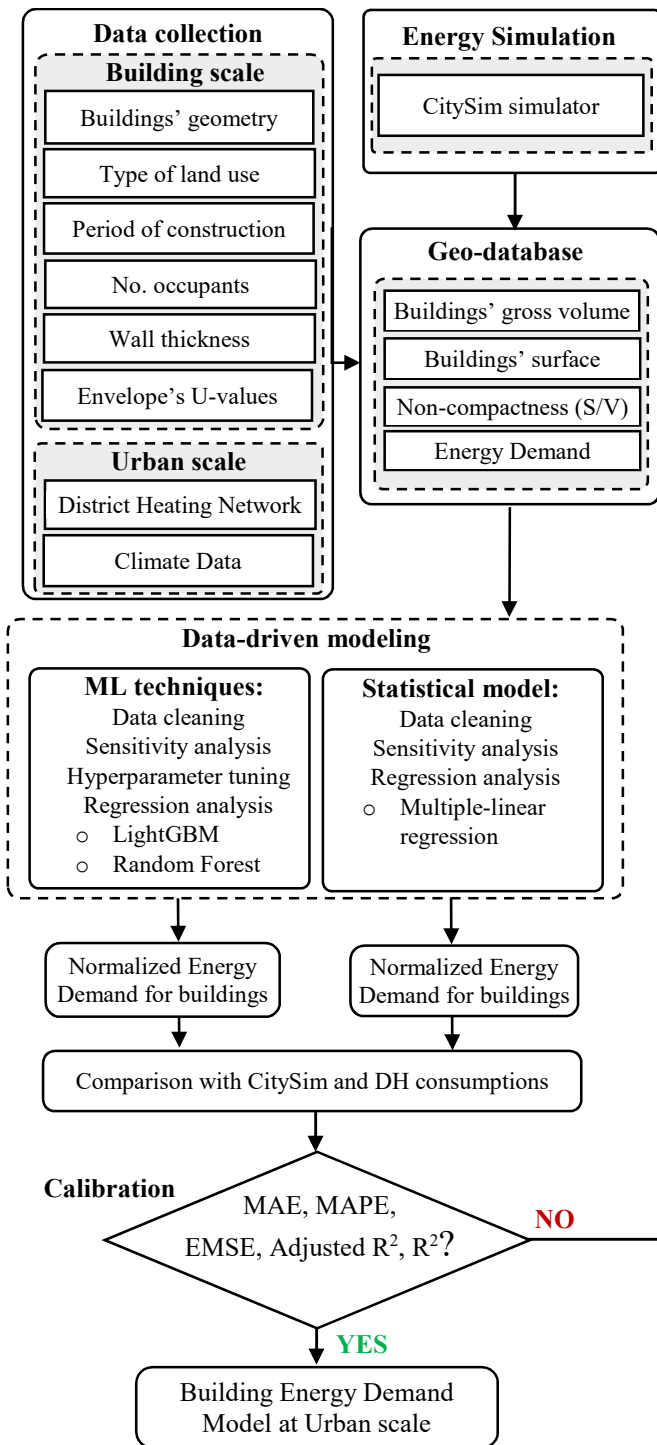 Data collection
Building scale
Buildings’ geometry
Type of land use
Period of construction
No. occupants
Wall thickness
Envelope’s U-values
Urban scale
District Heating Network
Climate Data
Energy Simulation
CitySim simulator
Geo-database
Buildings’ gross volume
Buildings’ surface
Non-compactness (S/V)
Energy Demand
Data-driven modeling
ML techniques:
Data cleaning
Sensitivity analysis
Hyperparameter tuning
Regression analysis
o LightGBM
o Random Forest
Statistical model:
Data cleaning
Sensitivity analysis
Regression analysis
o Multiple-linear
regression
Normalized Energy
Demand for buildings
Normalized Energy
Demand for buildings
Comparison with CitySim and DH consumptions
Calibration
MAE, MAPE,
EMSE, Adjusted R², R²?
NO
YES
Building Energy Demand
Model at Urban scale